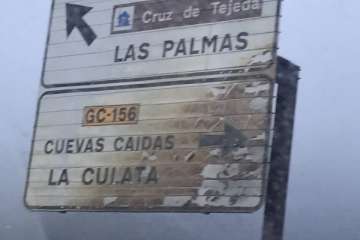 Cruz de Tejeda
LAS PALMAS
GC-156
CUEVAS CAIDAS
LA CULATA